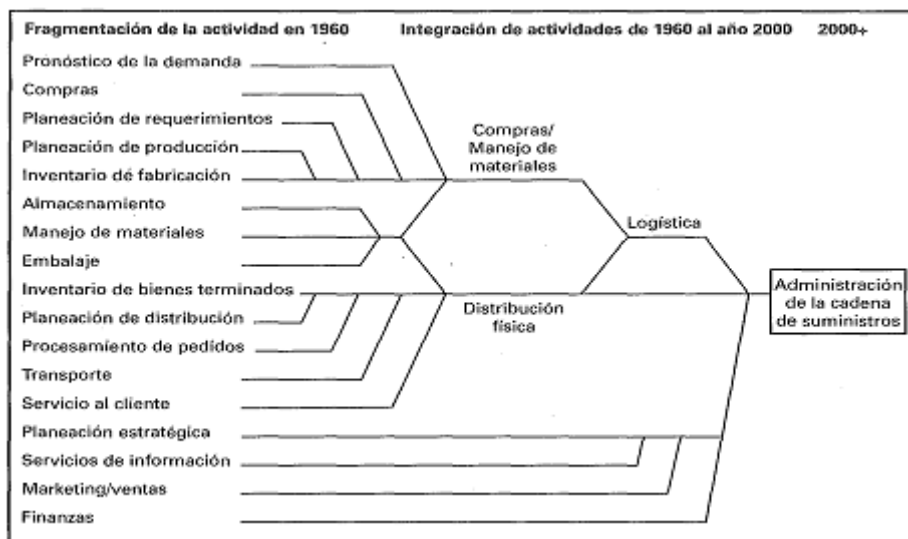 Fragmentación de la actividad en 1960 Integración de actividades de 1960 al año 2000 2000+
Pronóstico de la demanda
Compras
Planeación de requerimientos
Planeación de producción
Inventario dé fabricación
Almacenamiento
Manejo de materiales
Embalaje
Inventario de bienes terminados
Planeación de distribución
Procesamiento de pedidos
Transporte
Servicio al cliente
Planeación estratégica
Servicios de información
Marketing/ventas
Finanzas
Compras/
Manejo de
materiales
Distribución
física
Logística
Administración
de la cadena
de suministros